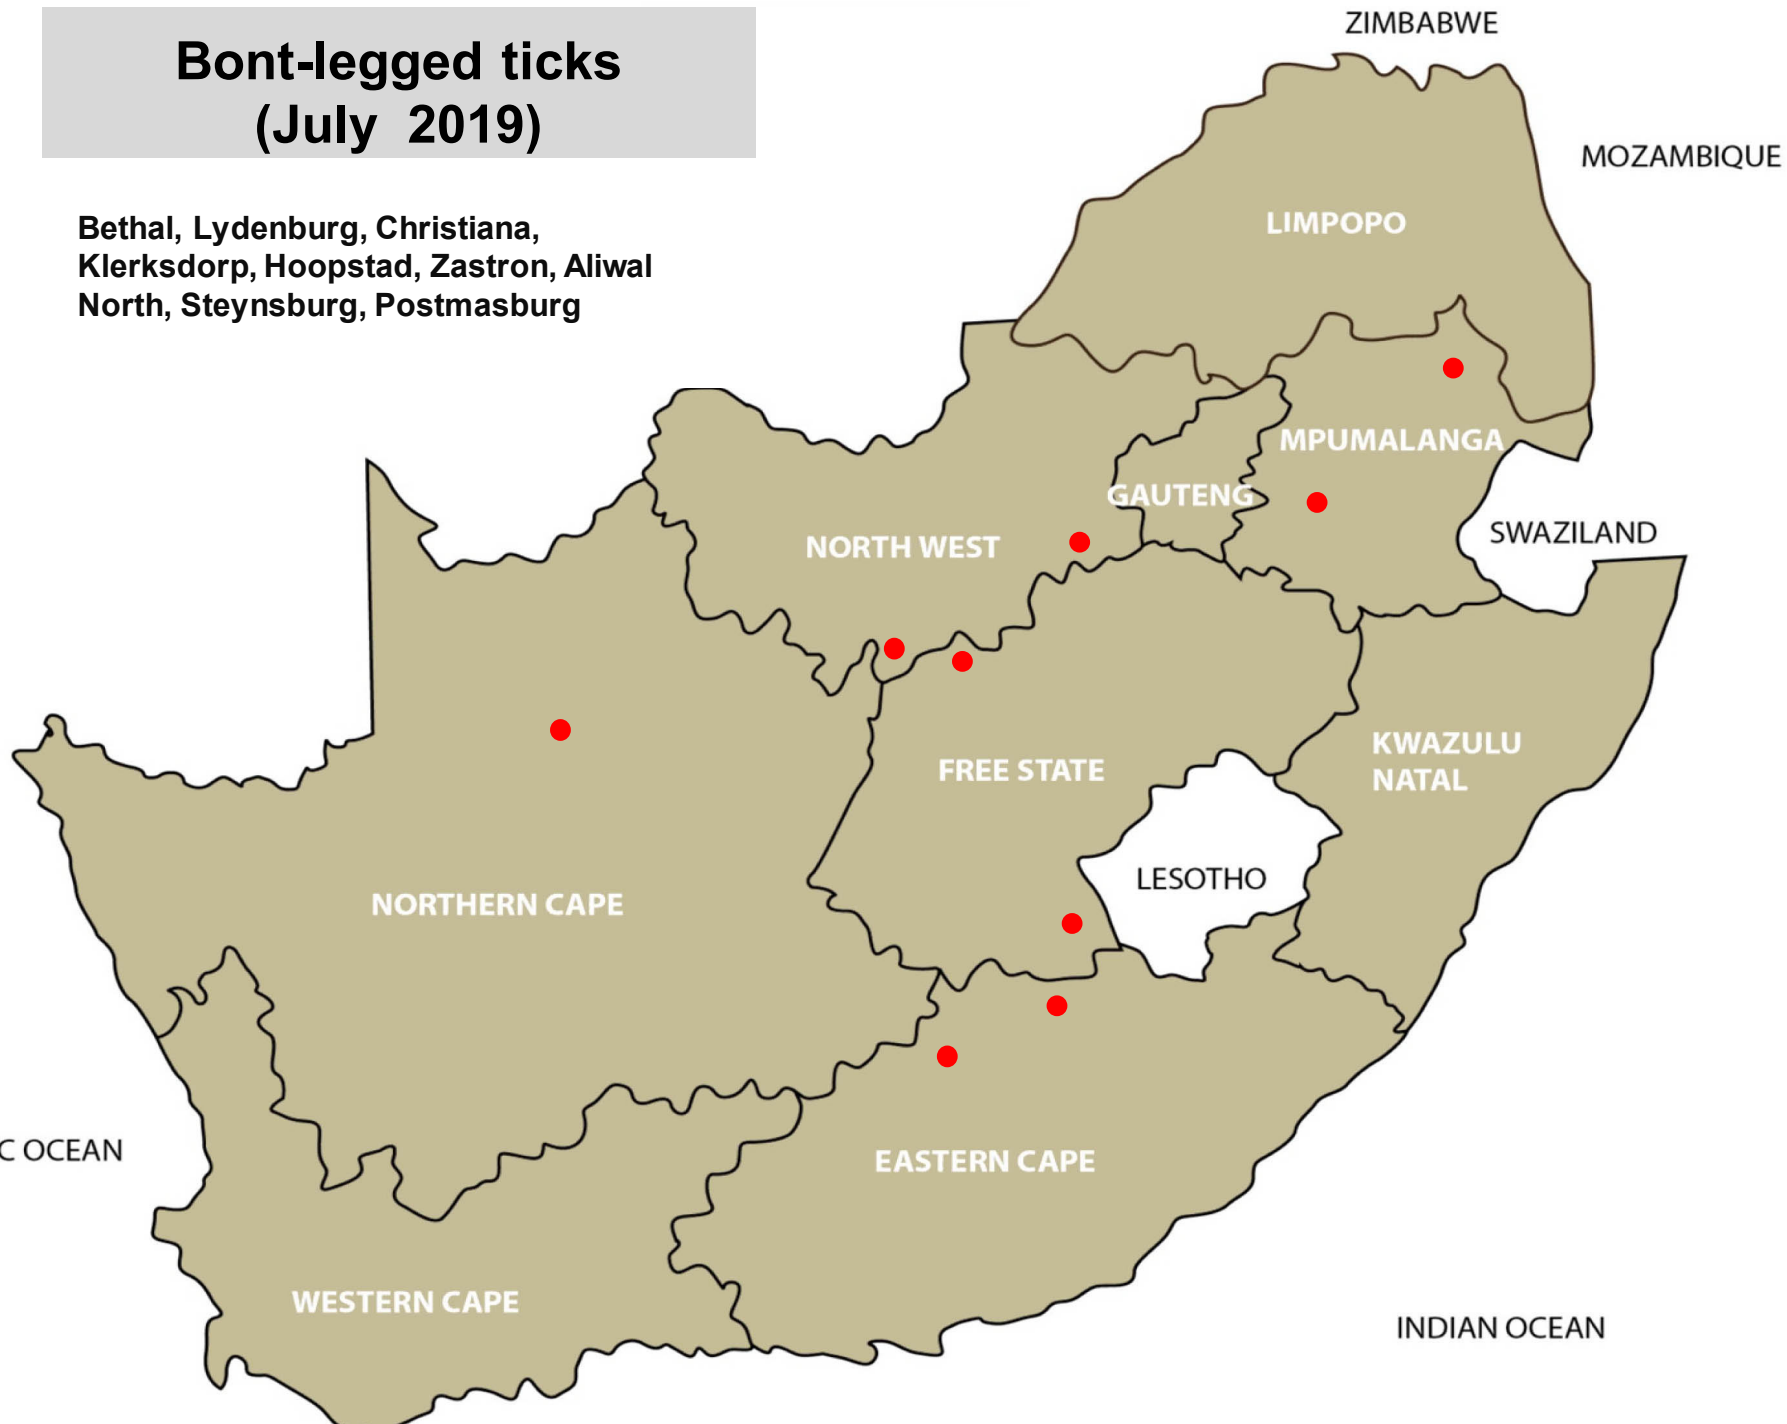 Bont-legged ticks
(July 2019)
Bethal, Lydenburg, Christiana,
Klerksdorp, Hoopstad, Zastron, Aliwal
North, Steynsburg, Postmasburg
ZIMBABWE
MOZAMBIQUE
LIMPOPO
MPUMALANGA
GAUTENG
SWAZILAND
NORTH WEST
KWAZULU
NATAL
FREE STATE
LESOTHO
NORTHERN CAPE
C OCEAN
EASTERN CAPE
WESTERN CAPE
INDIAN OCEAN